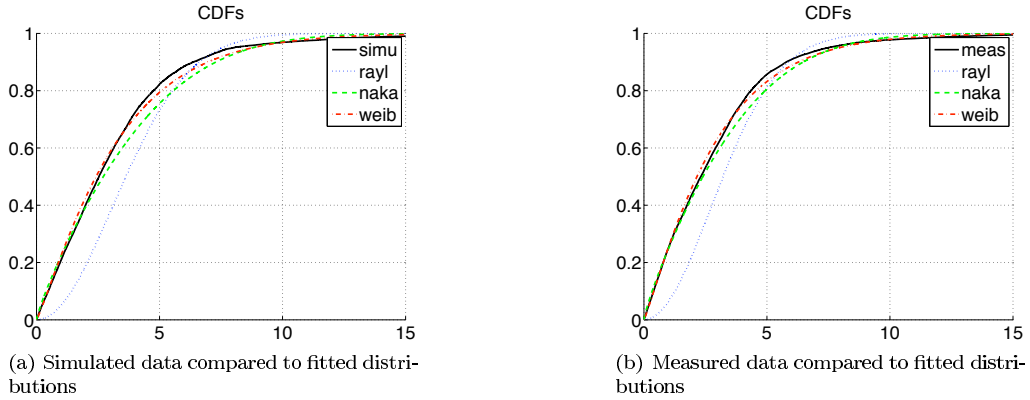 CDFs
1
0.8
0.6
0.4
0.2
0
0
5
10
15
simu
rayl
naka
weib
(a) Simulated data compared to fitted distri-
butions
CDFs
1
0.8
0.6
0.4
0.2
0
0
5
10
15
meas
rayl
naka
weib
(b) Measured data compared to fitted distri-
butions